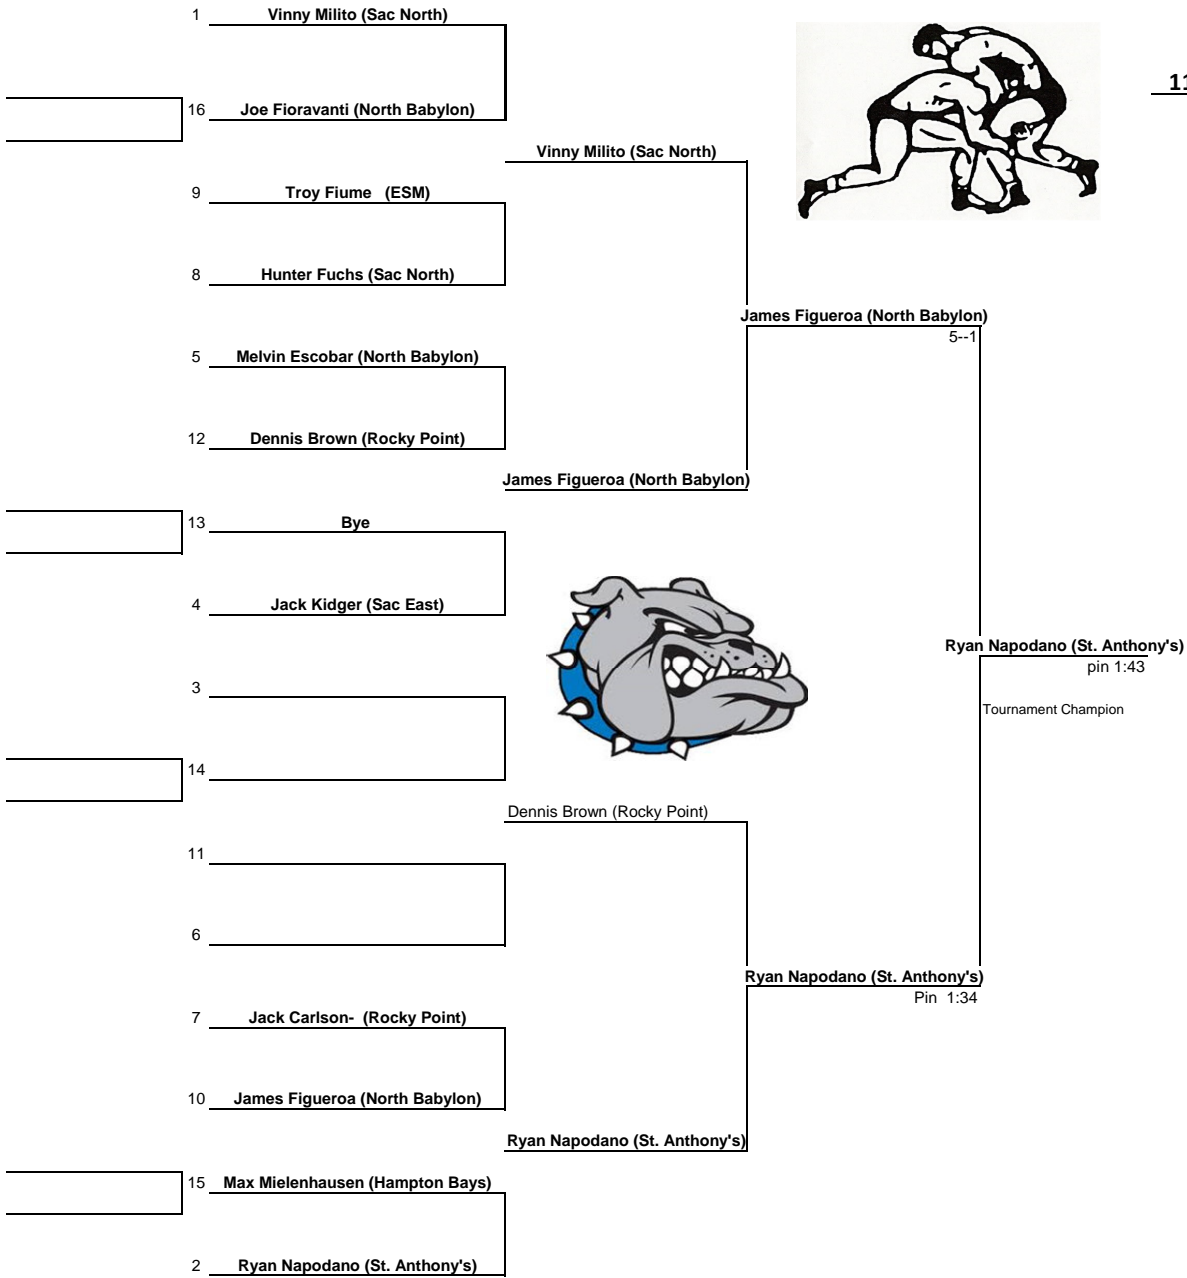 1 Vinny Milito (Sac North)
11
16 Joe Fioravanti (North Babylon)
Vinny Milito (Sac North)
9 Troy Fiume (ESM)
8 Hunter Fuchs (Sac North)
James Figueroa (North Babylon)
5--1
5 Melvin Escobar (North Babylon)
12 Dennis Brown (Rocky Point)
James Figueroa (North Babylon)
13 Bye
4 Jack Kidger (Sac East)
Ryan Napodano (St. Anthony's)
pin 1:43
3
Tournament Champion
14
Dennis Brown (Rocky Point)
11
6
Ryan Napodano (St. Anthony's)
Pin 1:34
7 Jack Carlson- (Rocky Point)
10 James Figueroa (North Babylon)
Ryan Napodano (St. Anthony's)
15 Max Mielenhausen (Hampton Bays)
2 Ryan Napodano (St. Anthony's)